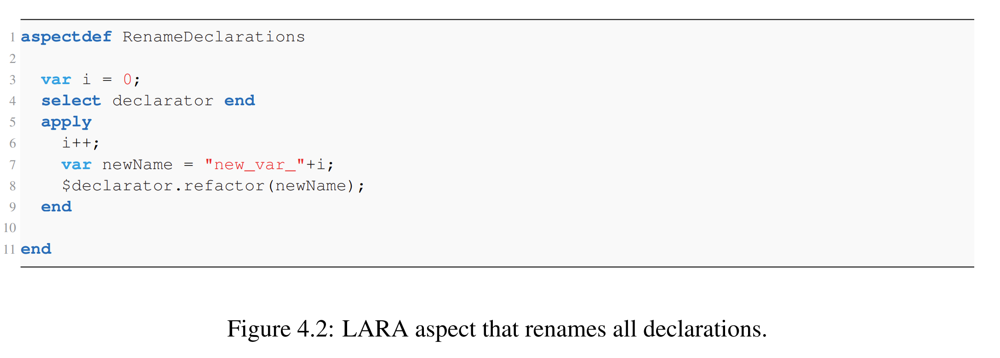 1 aspectdef RenameDeclarations
2
3   var i = 0;
4   select declarator end
5   apply
6     i++;
7     var newName = "new_var_"+i;
8     $declarator.refactor(newName);
9   end
10
11 end
Figure 4.2: LARA aspect that renames all declarations.